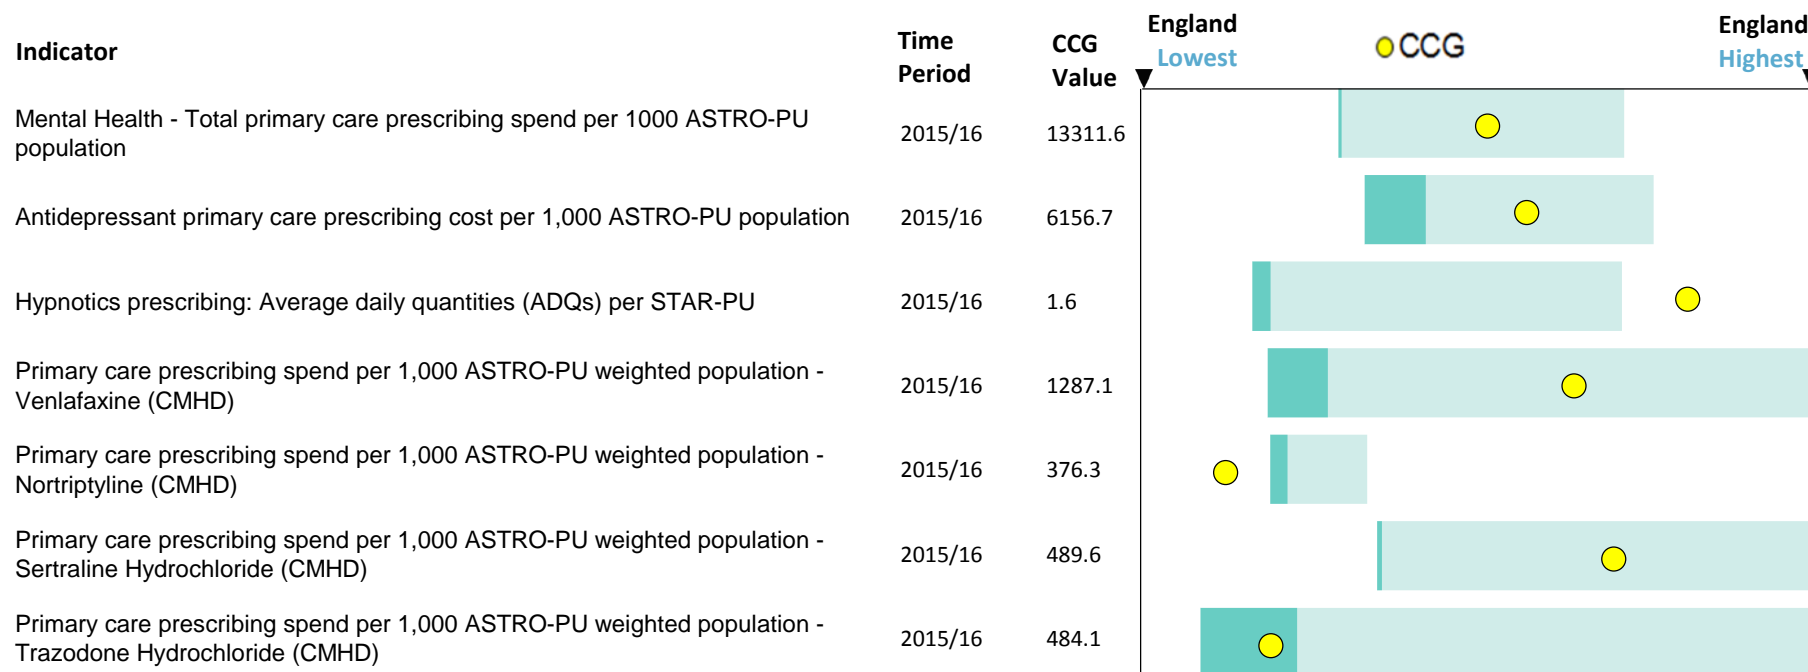 Indicator
Time
Period
CCG
Value
England
Lowest
CCG
England
Highest
Mental Health - Total primary care prescribing spend per 1000 ASTRO-PU
population
2015/16
13311.6
Antidepressant primary care prescribing cost per 1,000 ASTRO-PU population
2015/16
6156.7
Hypnotics prescribing: Average daily quantities (ADQs) per STAR-PU
2015/16
1.6
Primary care prescribing spend per 1,000 ASTRO-PU weighted population -
Venlafaxine (CMHD)
2015/16
1287.1
Primary care prescribing spend per 1,000 ASTRO-PU weighted population -
Nortriptyline (CMHD)
2015/16
376.3
Primary care prescribing spend per 1,000 ASTRO-PU weighted population -
Sertraline Hydrochloride (CMHD)
2015/16
489.6
Primary care prescribing spend per 1,000 ASTRO-PU weighted population -
Trazodone Hydrochloride (CMHD)
2015/16
484.1